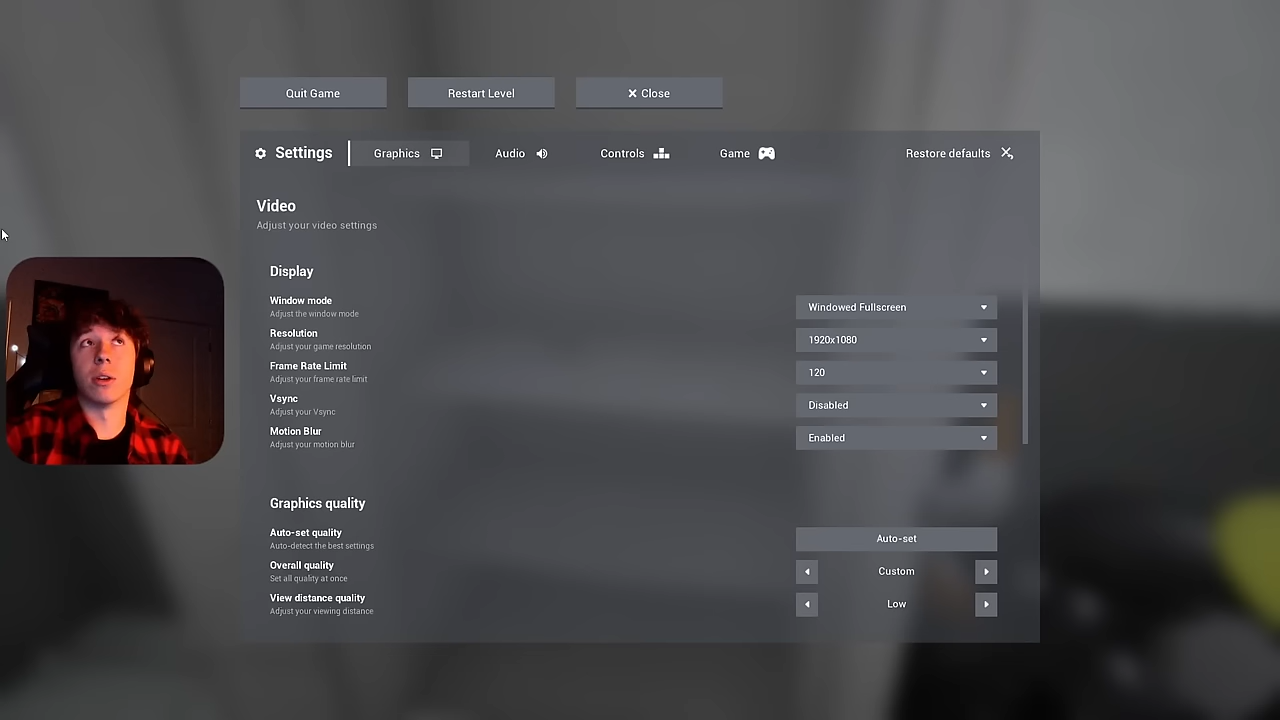 Quit Game
Restart Level
Close
Settings
Graphics
Audio
Controls
Game
Restore defaults
Video
Adjust your video settings
Display
Window mode
Adjust the window mode
Windowed Fullscreen
Resolution
Adjust your game resolution
1920x1080
Frame Rate Limit
Adjust your frame rate limit
120
Vsync
Adjust your Vsync
Disabled
Motion Blur
Adjust your motion blur
Enabled
Graphics quality
Auto-set quality
Auto-detect the best settings
Auto-set
Overall quality
Set all quality at once
Custom
View distance quality
Adjust your viewing distance
Low